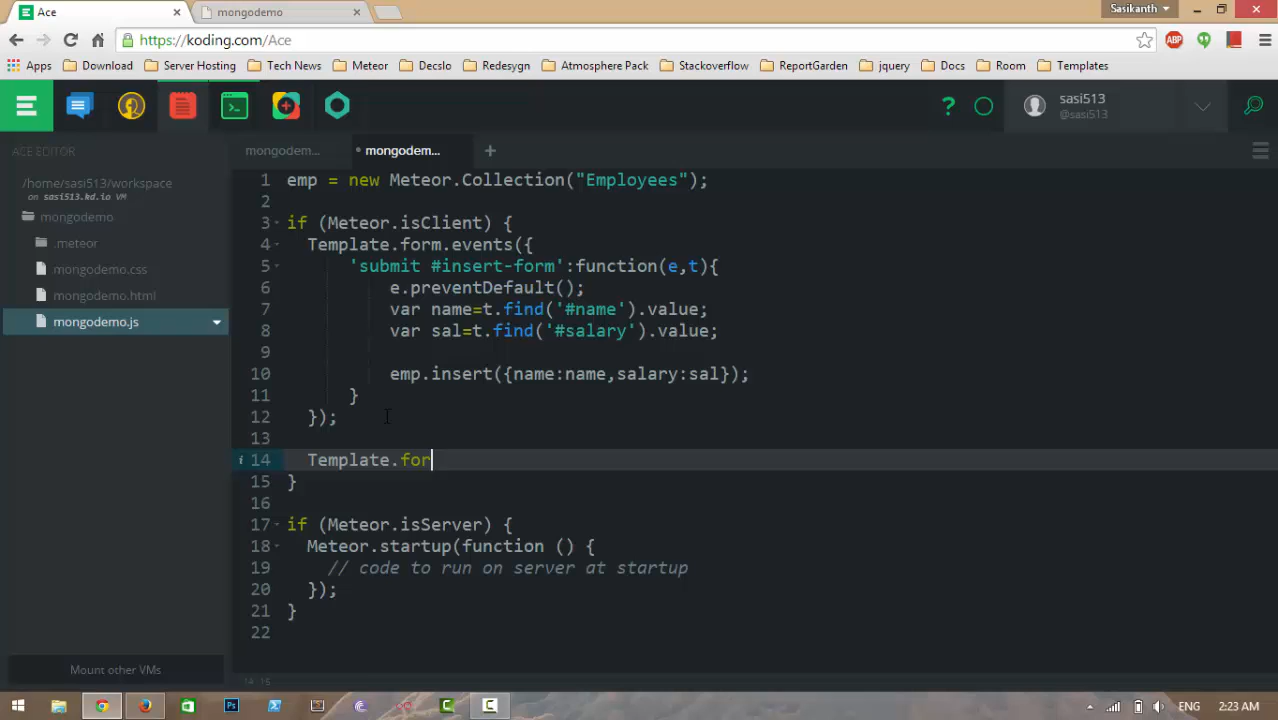 Ace
mongodemo
Sasikanth
https://koding.com/Ace
ABP
Apps
Download
Server Hosting
Tech News
Meteor
Decslo
Redesygn
Atmosphere Pack
Stackoverflow
ReportGarden
jquery
Docs
Room
Templates
?
sasi513
@sasi513
ACE EDITOR
mongodem...
mongodem...
/home/sasi513/workspace
on sasi513.kd.io VM
mongodemo
.meteor
mongodemo.css
mongodemo.html
mongodemo.js
1 emp = new Meteor.Collection("Employees");
2
3 if (Meteor.isClient) {
4 Template.form.events({
5 'submit #insert-form':function(e,t){
6 e.preventDefault();
7 var name=t.find('#name').value;
8 var sal=t.find('#salary').value;
9
10 emp.insert({name:name,salary:sal});
11 }
12 });
13
i 14 Template.for
15 }
16
17 if (Meteor.isServer) {
18 Meteor.startup(function () {
19 // code to run on server at startup
20 });
21 }
22
Mount other VMs
14:15
Ps
ENG
2:23 AM